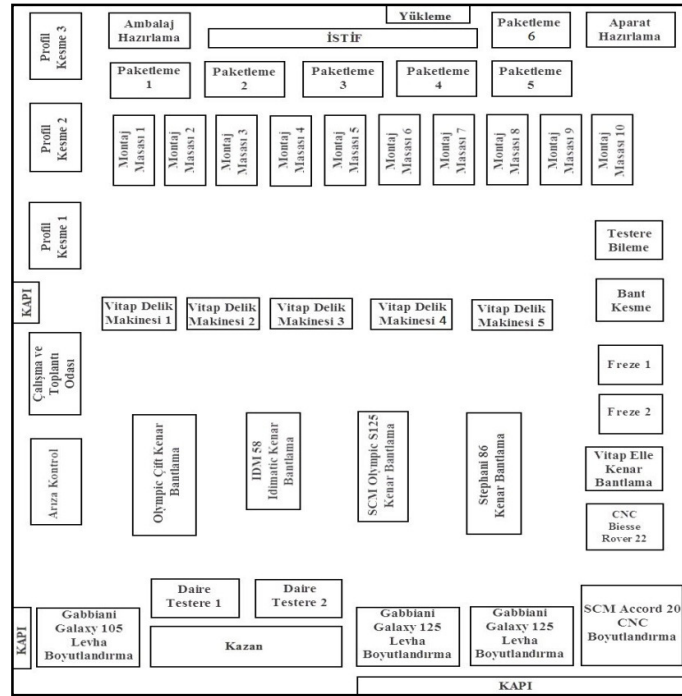 Profil
Kesme 3
Ambalaj
Hazırlama
Yükleme
İSTİF
Paketleme
6
Aparat
Hazırlama
Paketleme
1
Paketleme
2
Paketleme
3
Paketleme
4
Paketleme
5
Profil
Kesme 2
Montaj
Masası 1
Montaj
Masası 2
Montaj
Masası 3
Montaj
Masası 4
Montaj
Masası 5
Montaj
Masası 6
Montaj
Masası 7
Montaj
Masası 8
Montaj
Masası 9
Montaj
Masası 10
Profil
Kesme 1
Testere
Bileme
KAPI
Bant
Kesme
Vitap Delik
Makinesi 1
Vitap Delik
Makinesi 2
Vitap Delik
Makinesi 3
Vitap Delik
Makinesi 4
Vitap Delik
Makinesi 5
Çalışma ve
Toplantı
Odası
Freze 1
Freze 2
Arıza Kontrol
Olympic Çift Kenar
Bantlama
IDM 58
Idimatic Kenar
Bantlama
SCM Olympic S125
Kenar Bantlama
Stephani 86
Kenar Bantlama
Vitap Elle
Kenar
Bantlama
CNC
Biesse
Rover 22
Daire
Testere 1
Daire
Testere 2
KAPI
Gabbiani
Galaxy 105
Levha
Boyutlandırma
Kazan
Gabbiani
Galaxy 125
Levha
Boyutlandırma
Gabbiani
Galaxy 125
Levha
Boyutlandırma
SCM Accord 20
CNC
Boyutlandırma
KAPI